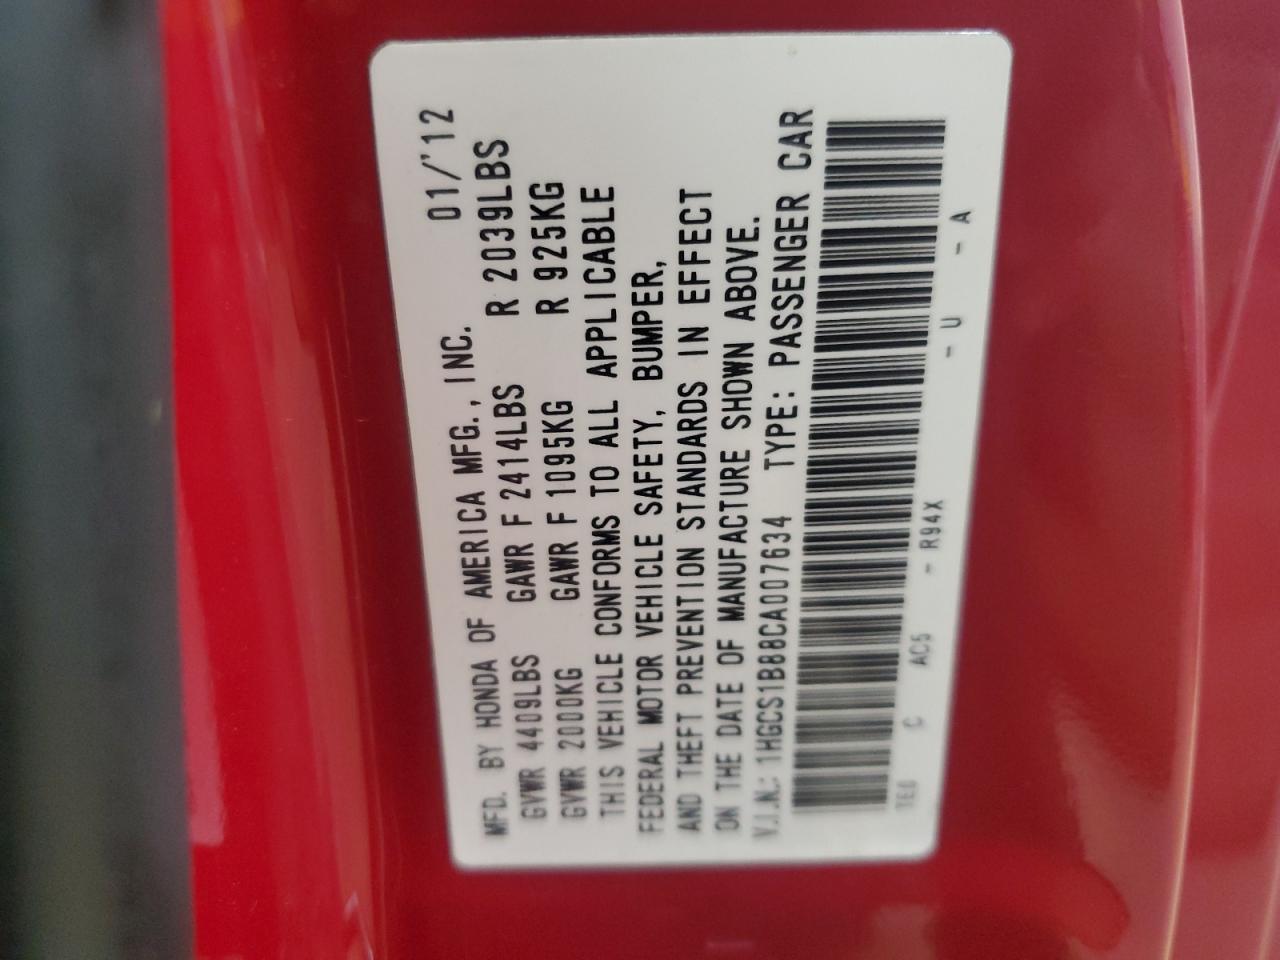 MFD. BY HONDA OF AMERICA MFG., INC. 01/'12
GVWR 4409LBS GAWR F 2414LBS R 2039LBS
GVWR 2000KG GAWR F 1095KG R 925KG
THIS VEHICLE CONFORMS TO ALL APPLICABLE
FEDERAL MOTOR VEHICLE SAFETY, BUMPER,
AND THEFT PREVENTION STANDARDS IN EFFECT
ON THE DATE OF MANUFACTURE SHOWN ABOVE.
V.I.N.: 1HGCS1B88CA007634 TYPE: PASSENGER CAR
C AC5 - R94X - U - A